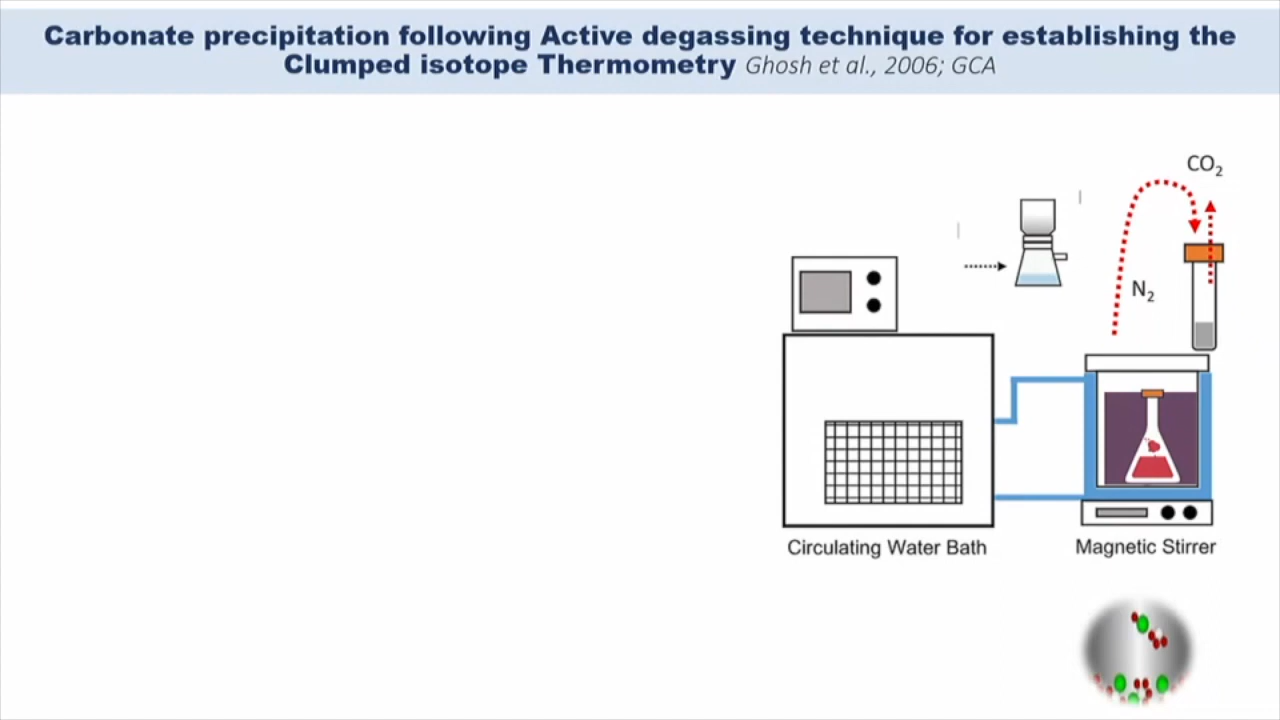 Carbonate precipitation following Active degassing technique for establishing the
Clumped isotope Thermometry Ghosh et al., 2006; GCA
CO₂
N₂
Circulating Water Bath
Magnetic Stirrer